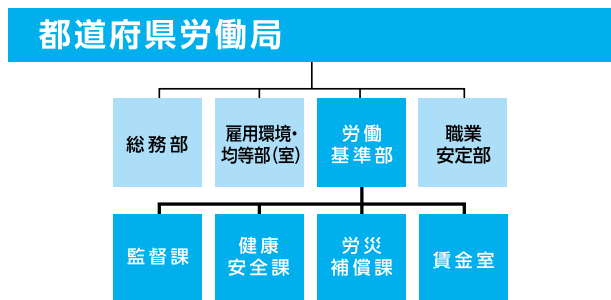 都道府県労働局
総務部
雇用環境・
均等部（室）
労働
基準部
職業
安定部
監督課
健康
安全課
労災
補償課
賃金室